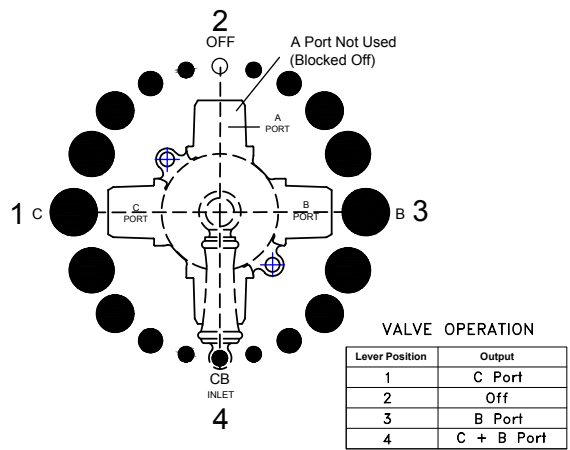 2
OFF
A Port Not Used
(Blocked Off)
A
PORT
1 C
C
PORT
B
PORT
B 3
CB
INLET
4
VALVE OPERATION
Lever Position Output
1 C Port
2 Off
3 B Port
4 C + B Port